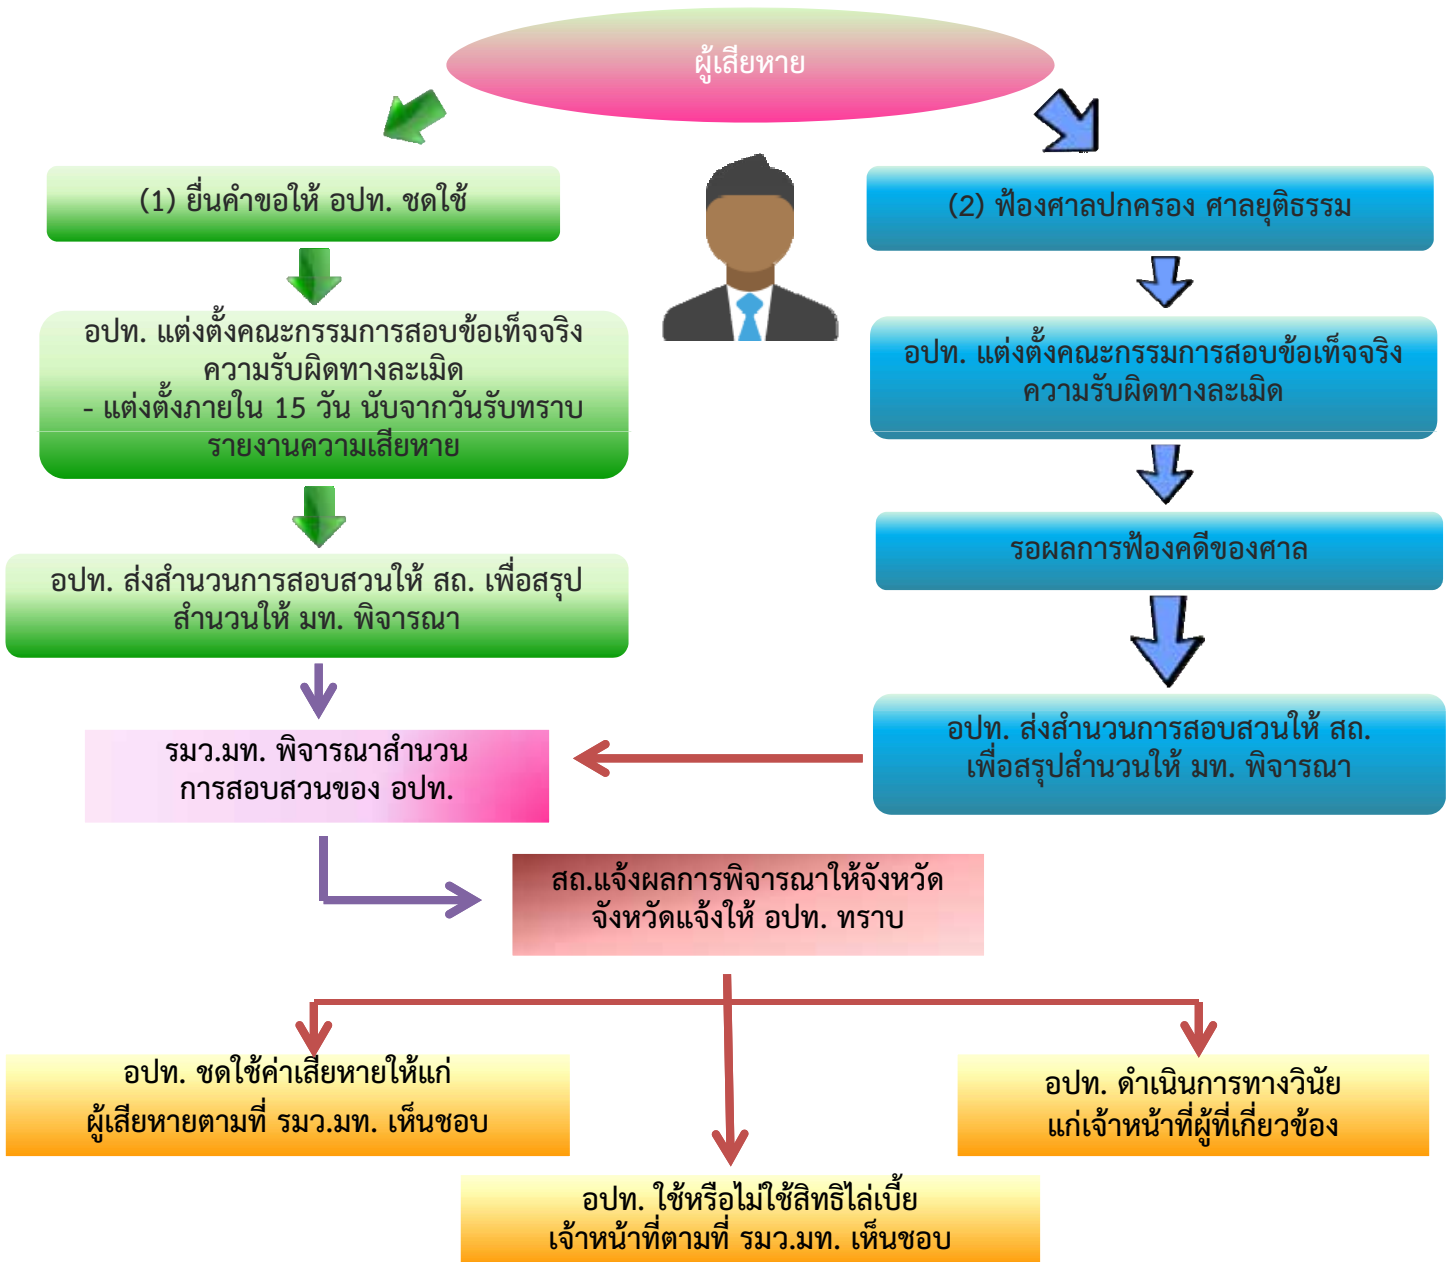 ผู้เสียหาย
(1) ยื่นคำขอให้ อปท. ชดใช้
(2) ฟ้องศาลปกครอง ศาลยุติธรรม
อปท. แต่งตั้งคณะกรรมการสอบข้อเท็จจริง
ความรับผิดทางละเมิด
- แต่งตั้งภายใน 15 วัน นับจากวันรับทราบ
รายงานความเสียหาย
อปท. แต่งตั้งคณะกรรมการสอบข้อเท็จจริง
ความรับผิดทางละเมิด
รอผลการฟ้องคดีของศาล
อปท. ส่งสำนวนการสอบสวนให้ สถ. เพื่อสรุป
สำนวนให้ มท. พิจารณา
อปท. ส่งสำนวนการสอบสวนให้ สถ.
เพื่อสรุปสำนวนให้ มท. พิจารณา
รมว.มท. พิจารณาสำนวน
การสอบสวนของ อปท.
สถ.แจ้งผลการพิจารณาให้จังหวัด
จังหวัดแจ้งให้ อปท. ทราบ
อปท. ชดใช้ค่าเสียหายให้แก่
ผู้เสียหายตามที่ รมว.มท. เห็นชอบ
อปท. ดำเนินการทางวินัย
แก่เจ้าหน้าที่ผู้ที่เกี่ยวข้อง
อปท. ใช้หรือไม่ใช้สิทธิไล่เบี้ย
เจ้าหน้าที่ตามที่ รมว.มท. เห็นชอบ